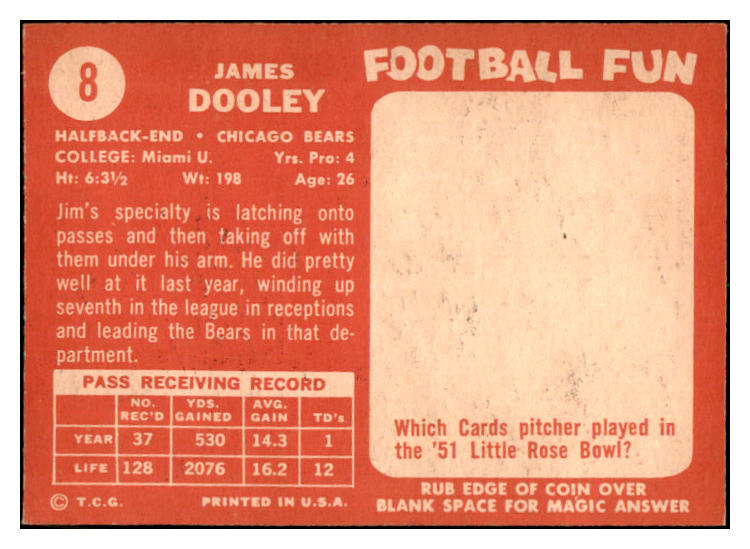 8
JAMES
DOOLEY
HALFBACK-END • CHICAGO BEARS
COLLEGE: Miami U. Yrs. Pro: 4
Ht: 6:3½ Wt: 198 Age: 26
Jim's specialty is latching onto
passes and then taking off with
them under his arm. He did pretty
well at it last year, winding up
seventh in the league in receptions
and leading the Bears in that de-
partment.
PASS RECEIVING RECORD
NO. REC'D YDS. GAINED AVG. GAIN TD's
YEAR 37 530 14.3 1
LIFE 128 2076 16.2 12
© T.C.G. PRINTED IN U.S.A.
FOOTBALL FUN
Which Cards pitcher played in
the '51 Little Rose Bowl?
RUB EDGE OF COIN OVER
BLANK SPACE FOR MAGIC ANSWER